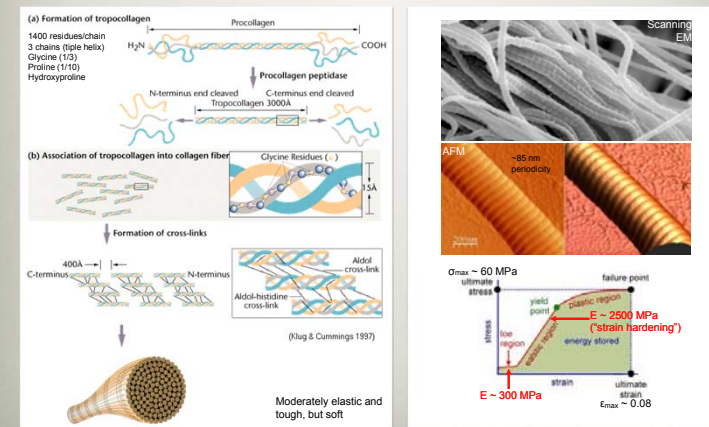 (a) Formation of tropocollagen
Procollagen
1400 residues/chain
3 chains (tiple helix)
Glycine (1/3)
Proline (1/10)
Hydroxyproline
H₂N
COOH
Procollagen peptidase
N-terminus end cleaved
C-terminus end cleaved
Tropocollagen 3000Å
(b) Association of tropocollagen into collagen fiber
Glycine Residues ( )
15Å
Formation of cross-links
400Å
C-terminus
N-terminus
Aldol
cross-link
Aldol-histidine
cross-link
(Klug & Cummings 1997)
Moderately elastic and
tough, but soft
Scanning
EM
AFM
~85 nm
periodicity
200nm
σmax ~ 60 MPa
ultimate
stress
failure point
yield
point
plastic region
E ~ 2500 MPa
("strain hardening")
toe
region
ealstic region
energy stored
stress
strain
E ~ 300 MPa
ultimate
strain
εmax ~ 0.08